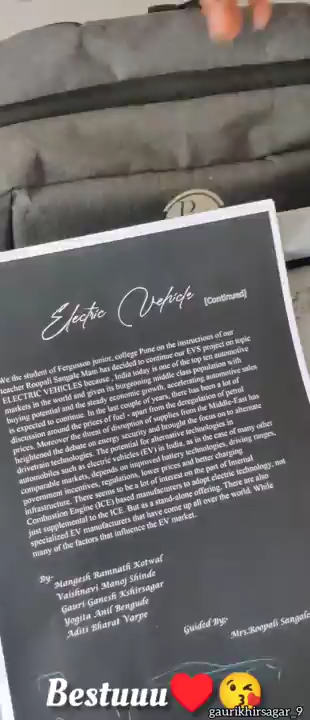 Electric Vehicle [Continued]
We the student of Fergusson junior, college Pune on the instructions of our
teacher Roopali Sangale Mam has decided to continue our EVS project on topic
ELECTRIC VEHICLES because , India today is one of the top ten automotive
markets in the world and given its burgeoning middle class population with
buying potential and the steady economic growth, accelerating automotive sales
is expected to continue. In the last couple of years, there has been a lot of
discussion around the prices of fuel - apart from the deregulation of petrol
prices. Moreover the threat of disruption of supplies from the Middle-East has
heightened the debate on energy security and brought the focus on to alternate
drivetrain technologies. The potential for alternative technologies in
automobiles such as electric vehicles (EV) in India, as in the case of many other
comparable markets, depends on improved battery technologies, driving ranges,
government incentives, regulations, lower prices and better charging
infrastructure. There seems to be a lot of interest on the part of Internal
Combustion Engine (ICE) based manufacturers to adopt electric technology, not
just supplemental to the ICE. But as a stand-alone offering. There are also
specialized EV manufacturers that have come up all over the world. While
many of the factors that influence the EV market.
By-
Mangesh Ramnath Kotwal
Vaishnavi Manoj Shinde
Gauri Ganesh Kshirsagar
Yogita Anil Bengude
Aditi Bharat Varpe
Guided By:
Mrs.Roopali Sangale
Bestuuu
gaurikhirsagar_9